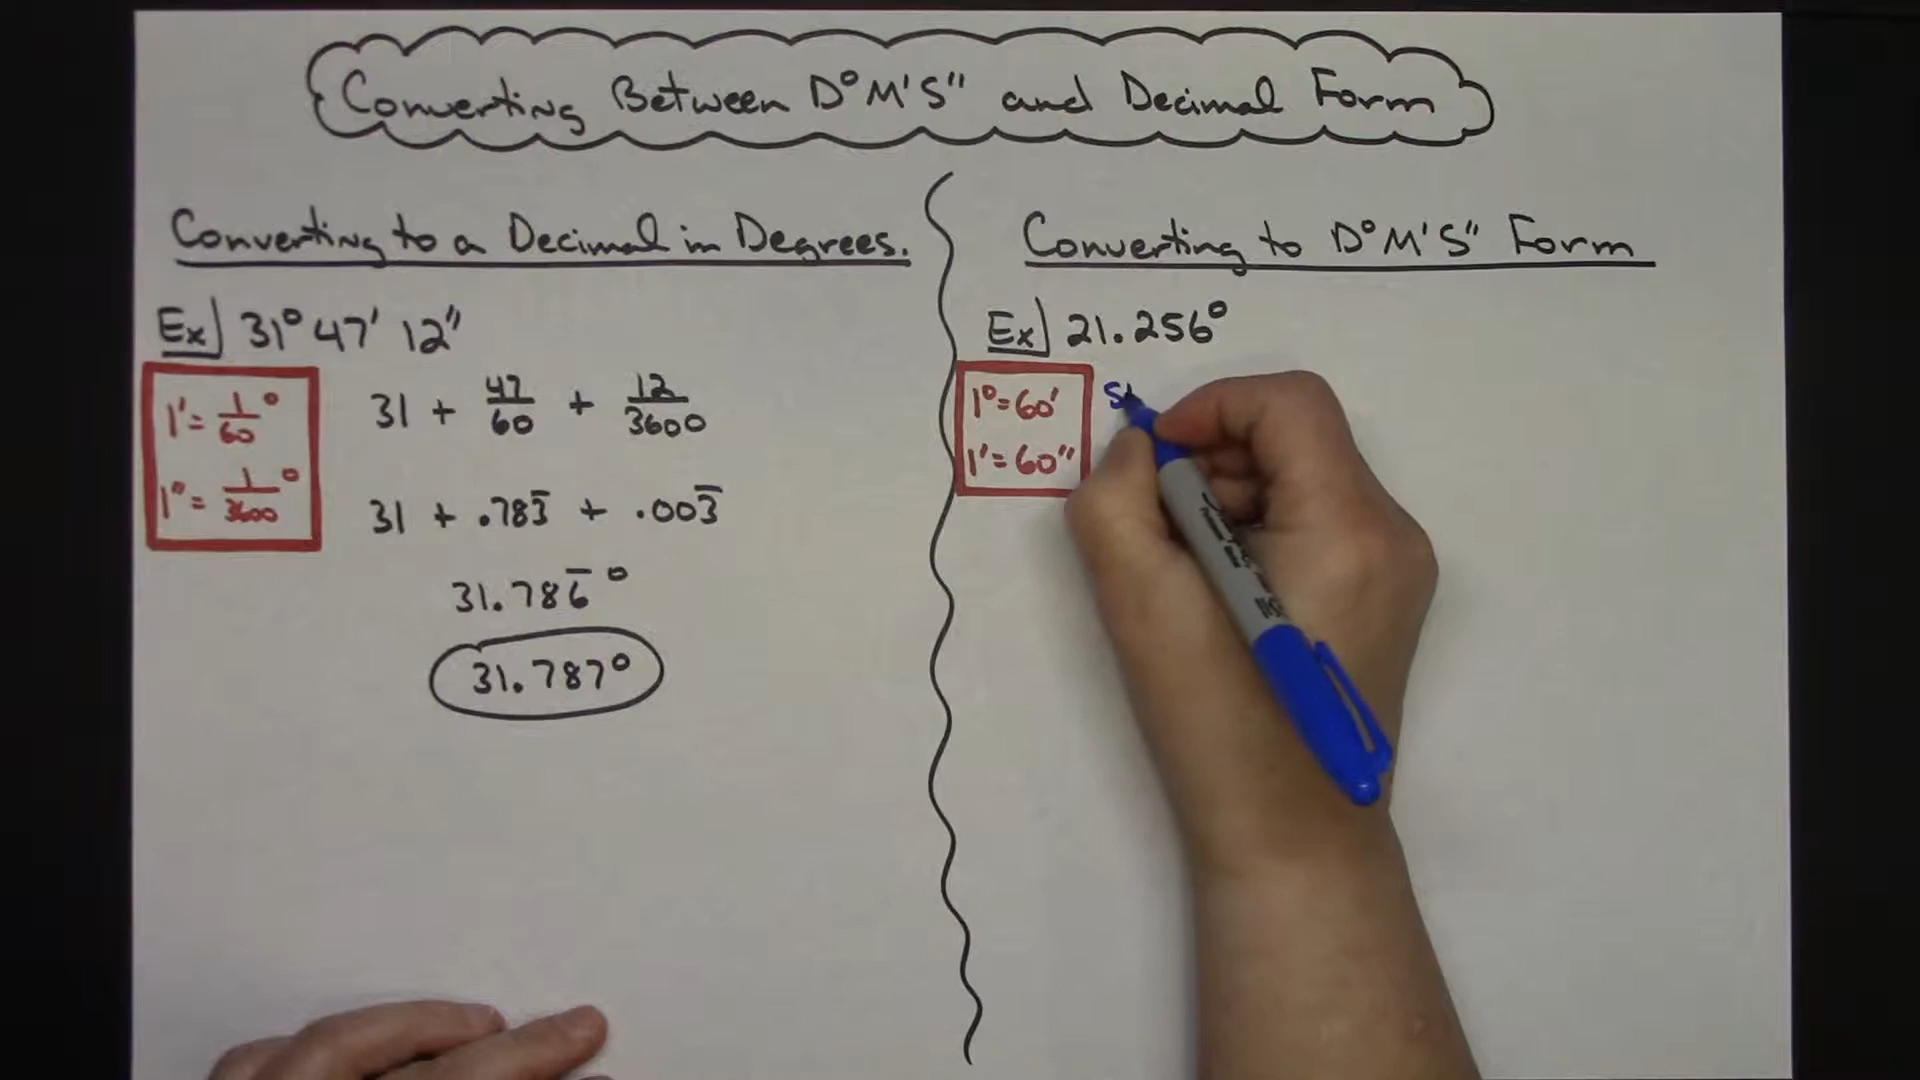 Converting Between D°M'S" and Decimal Form
Converting to a Decimal in Degrees.
Ex] 31° 47' 12"
1' = 1/60°
1" = 1/3600°
31 + 47/60 + 12/3600
31 + .783̅ + .003̅
31.786̅°
31.787°
Converting to D°M'S" Form
Ex] 21.256°
1° = 60'
1' = 60"